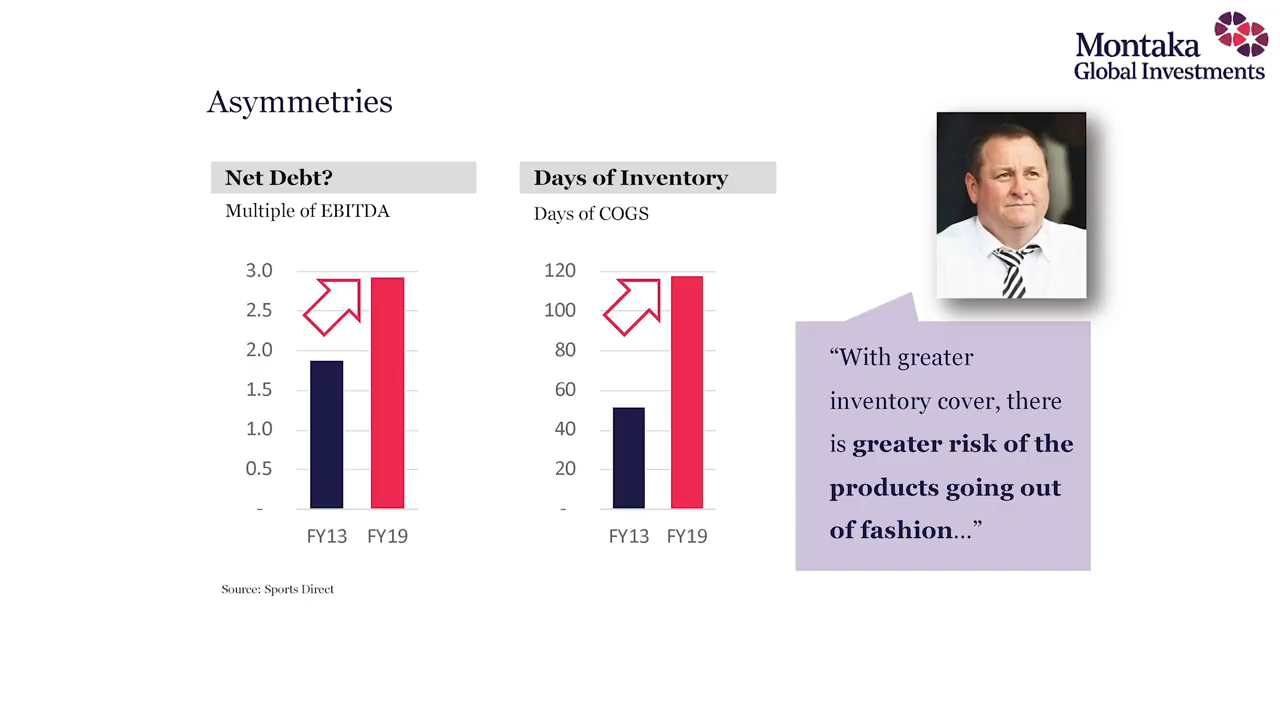 Montaka
Global Investments
Asymmetries
Net Debt?
Multiple of EBITDA
3.0
2.5
2.0
1.5
1.0
0.5
-
FY13 FY19
Days of Inventory
Days of COGS
120
100
80
60
40
20
-
FY13 FY19
“With greater
inventory cover, there
is greater risk of the
products going out
of fashion…”
Source: Sports Direct